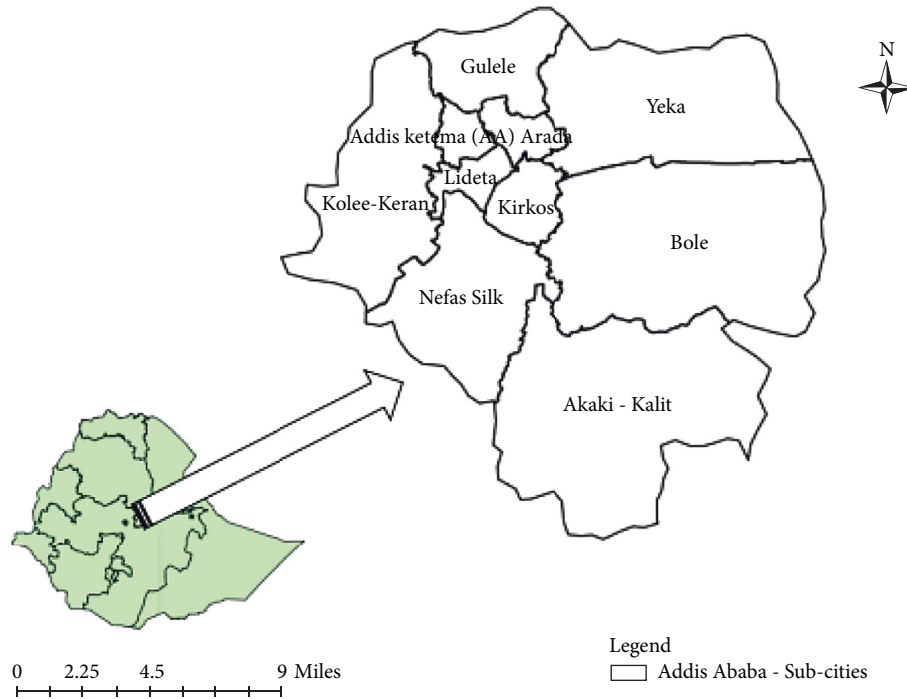 N
Gulele
Yeka
Addis ketema (AA) Arada
Lideta
Kolee-Keran
Kirkos
Bole
Nefas Silk
Akaki - Kalit
Legend
Addis Ababa - Sub-cities
0 2.25 4.5 9 Miles